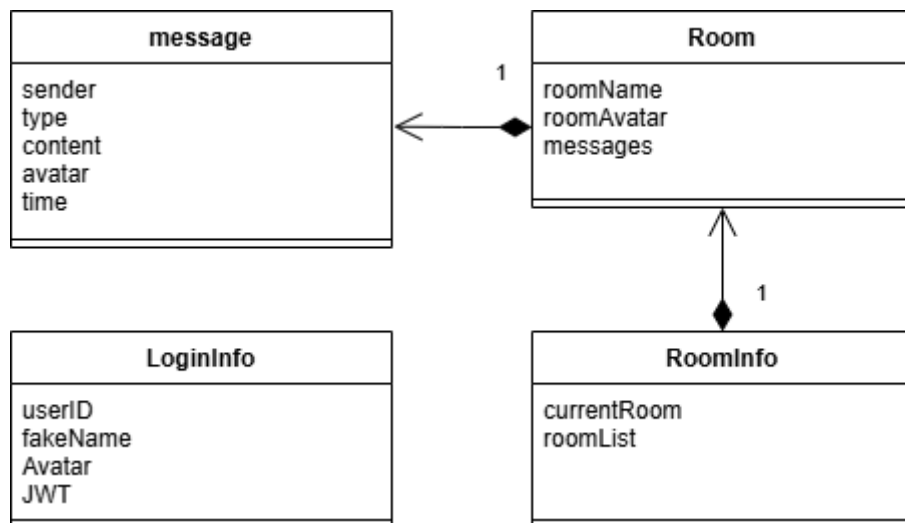 message
sender
type
content
avatar
time
1
Room
roomName
roomAvatar
messages
1
LoginInfo
userID
fakeName
Avatar
JWT
RoomInfo
currentRoom
roomList